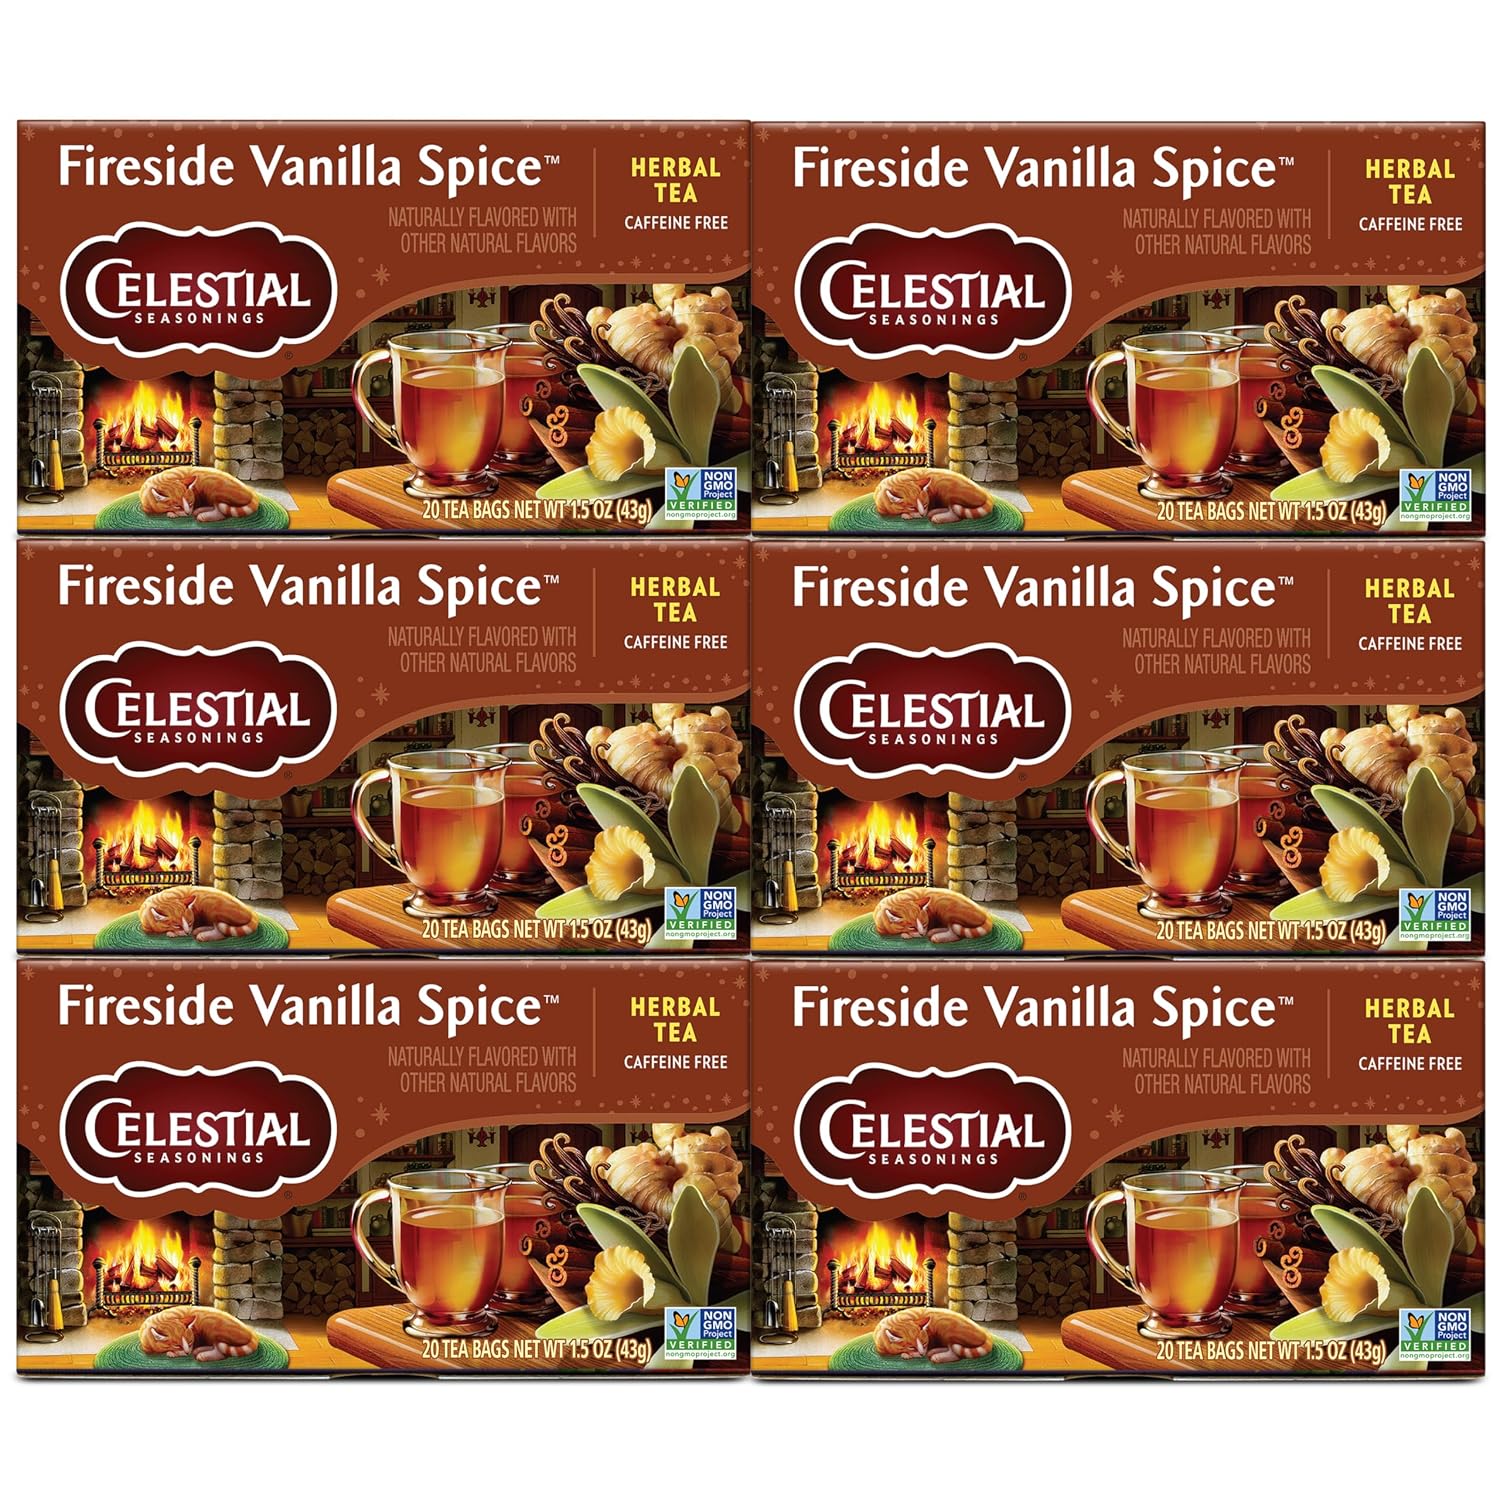 Fireside Vanilla Spice™
HERBAL
TEA
CAFFEINE FREE
NATURALLY FLAVORED WITH
OTHER NATURAL FLAVORS
CELESTIAL
SEASONINGS
®
20 TEA BAGS NET WT 1.5 OZ (43g)
NON
GMO
Project
VERIFIED
nongmoproject.org
Fireside Vanilla Spice™
HERBAL
TEA
CAFFEINE FREE
NATURALLY FLAVORED WITH
OTHER NATURAL FLAVORS
CELESTIAL
SEASONINGS
®
20 TEA BAGS NET WT 1.5 OZ (43g)
NON
GMO
Project
VERIFIED
nongmoproject.org
Fireside Vanilla Spice™
HERBAL
TEA
CAFFEINE FREE
NATURALLY FLAVORED WITH
OTHER NATURAL FLAVORS
CELESTIAL
SEASONINGS
®
20 TEA BAGS NET WT 1.5 OZ (43g)
NON
GMO
Project
VERIFIED
nongmoproject.org
Fireside Vanilla Spice™
HERBAL
TEA
CAFFEINE FREE
NATURALLY FLAVORED WITH
OTHER NATURAL FLAVORS
CELESTIAL
SEASONINGS
®
20 TEA BAGS NET WT 1.5 OZ (43g)
NON
GMO
Project
VERIFIED
nongmoproject.org
Fireside Vanilla Spice™
HERBAL
TEA
CAFFEINE FREE
NATURALLY FLAVORED WITH
OTHER NATURAL FLAVORS
CELESTIAL
SEASONINGS
®
20 TEA BAGS NET WT 1.5 OZ (43g)
NON
GMO
Project
VERIFIED
nongmoproject.org
Fireside Vanilla Spice™
HERBAL
TEA
CAFFEINE FREE
NATURALLY FLAVORED WITH
OTHER NATURAL FLAVORS
CELESTIAL
SEASONINGS
®
20 TEA BAGS NET WT 1.5 OZ (43g)
NON
GMO
Project
VERIFIED
nongmoproject.org